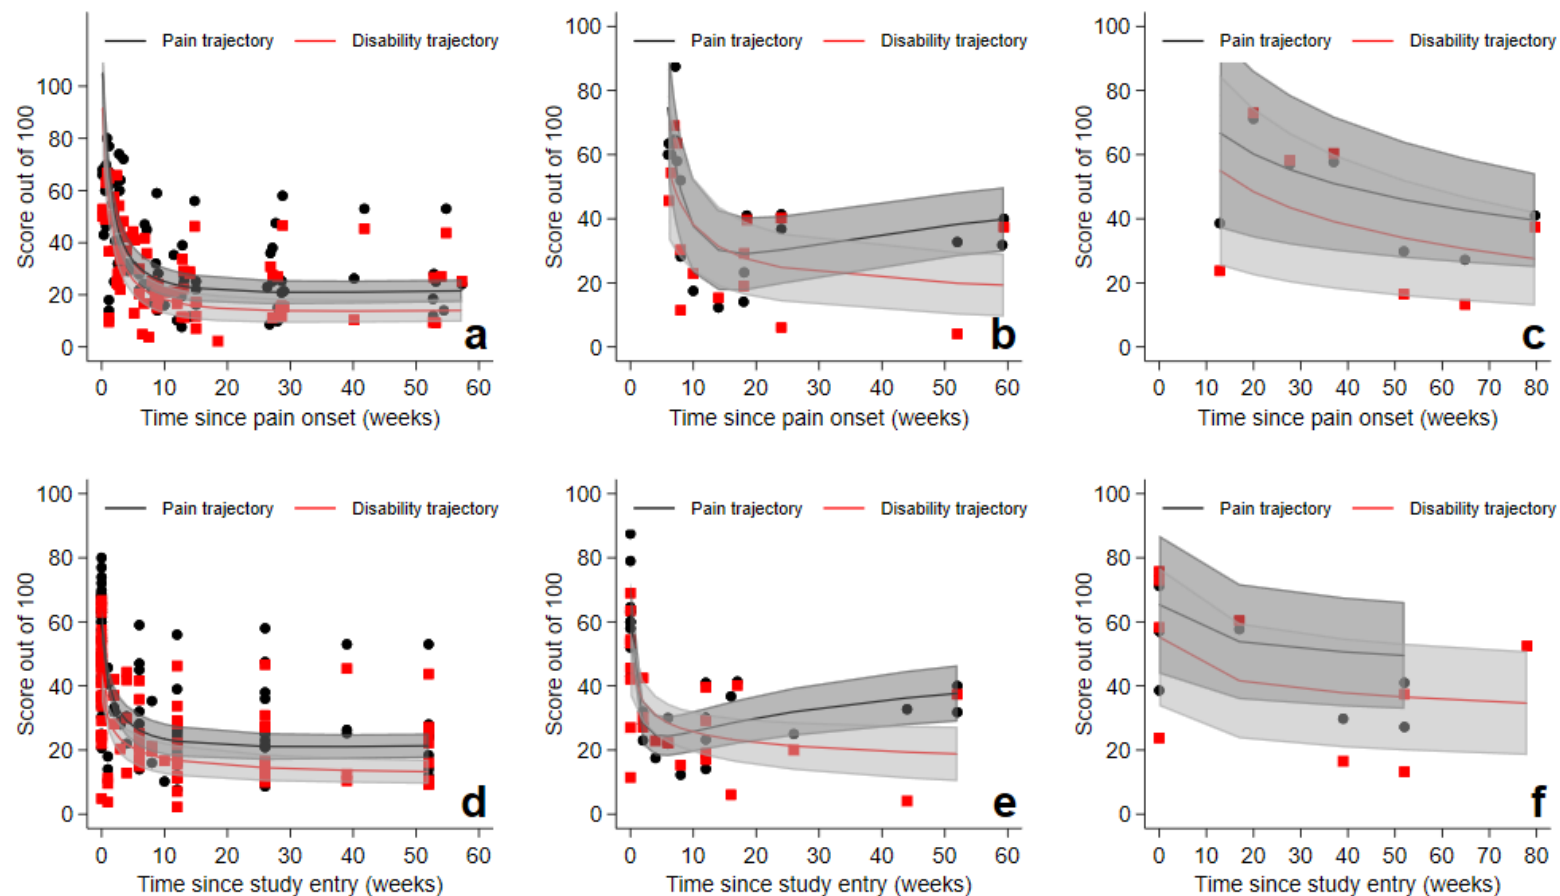 Pain trajectory Disability trajectory
Score out of 100
100
80
60
40
20
0
a
0 10 20 30 40 50 60
Time since pain onset (weeks)
Pain trajectory Disability trajectory
Score out of 100
100
80
60
40
20
0
b
0 10 20 30 40 50 60
Time since pain onset (weeks)
Pain trajectory Disability trajectory
Score out of 100
100
80
60
40
20
0
c
0 10 20 30 40 50 60 70 80
Time since pain onset (weeks)
Pain trajectory Disability trajectory
Score out of 100
100
80
60
40
20
0
d
0 10 20 30 40 50 60
Time since study entry (weeks)
Pain trajectory Disability trajectory
Score out of 100
100
80
60
40
20
0
e
0 10 20 30 40 50 60
Time since study entry (weeks)
Pain trajectory Disability trajectory
Score out of 100
100
80
60
40
20
0
f
0 10 20 30 40 50 60 70 80
Time since study entry (weeks)